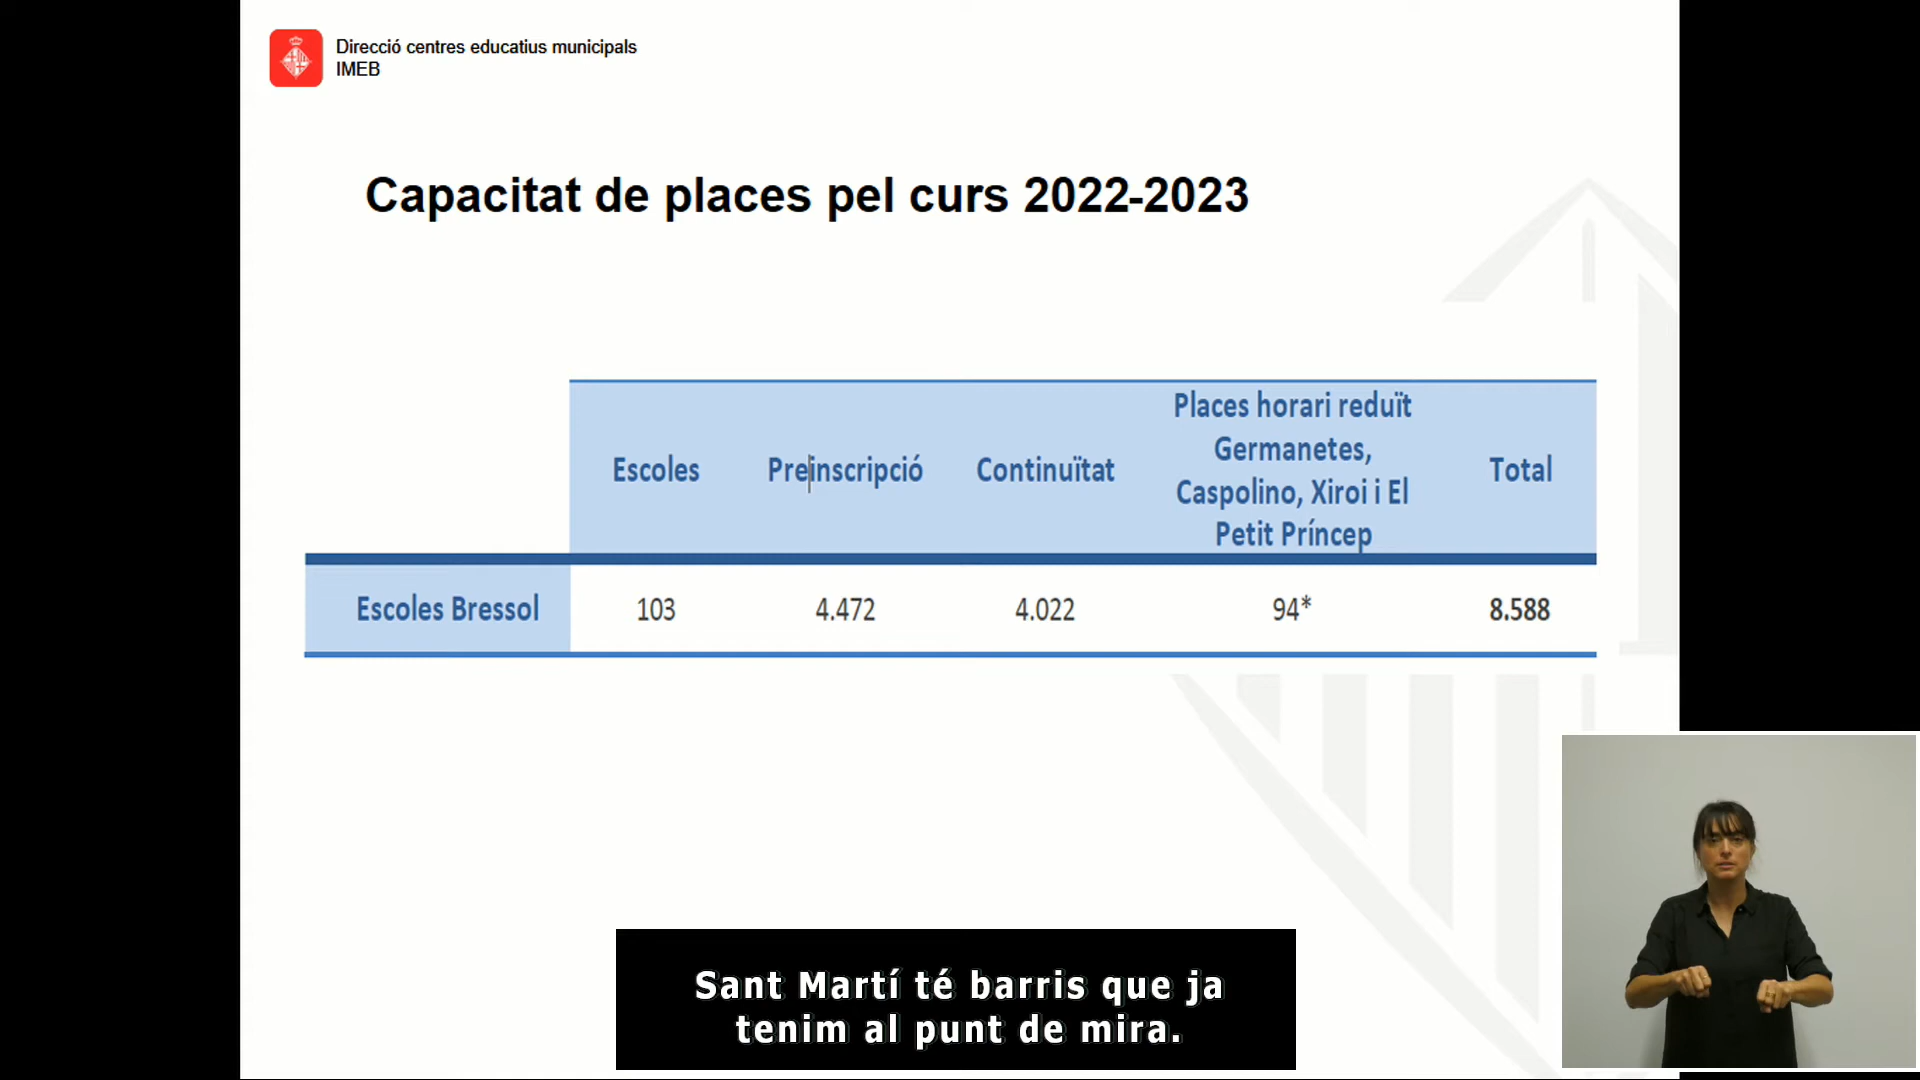 Direcció centres educatius municipals
IMEB
Capacitat de places pel curs 2022-2023
Escoles
Preinscripció
Continuïtat
Places horari reduït
Germanetes,
Caspolino, Xiroi i El
Petit Príncep
Total
Escoles Bressol
103
4.472
4.022
94*
8.588
Sant Martí té barris que ja
tenim al punt de mira.